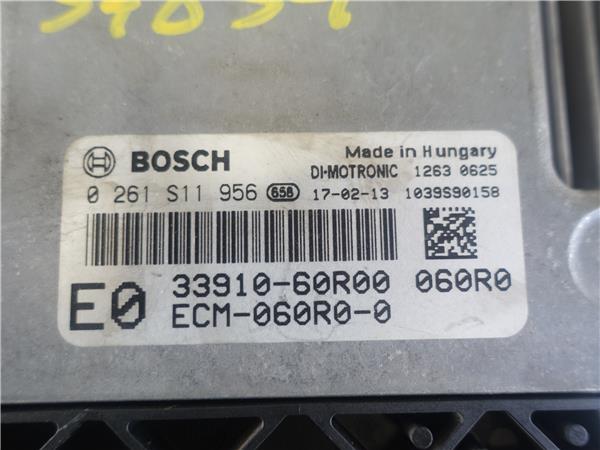 BOSCH Made in Hungary
DI-MOTRONIC 1263 0625
0 261 S11 956 658 17-02-13 1039S90158
33910-60R00 060R0
E0 ECM-060R0-0